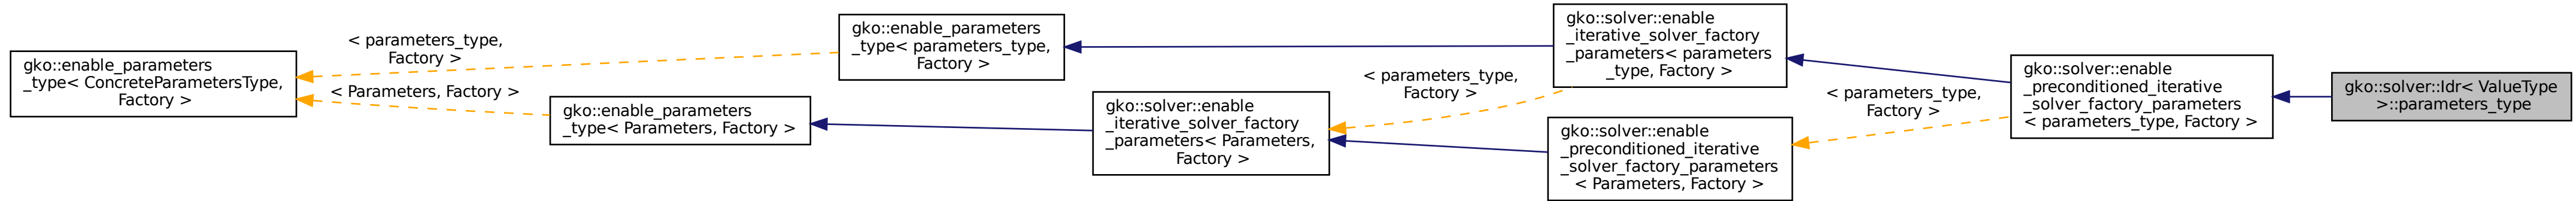 gko::enable_parameters
_type< ConcreteParametersType,
Factory >
< parameters_type,
Factory >
< Parameters, Factory >
gko::enable_parameters
_type< parameters_type,
Factory >
gko::enable_parameters
_type< Parameters, Factory >
gko::solver::enable
_iterative_solver_factory
_parameters< Parameters,
Factory >
< parameters_type,
Factory >
gko::solver::enable
_iterative_solver_factory
_parameters< parameters
_type, Factory >
gko::solver::enable
_preconditioned_iterative
_solver_factory_parameters
< Parameters, Factory >
< parameters_type,
Factory >
gko::solver::enable
_preconditioned_iterative
_solver_factory_parameters
< parameters_type, Factory >
gko::solver::Idr< ValueType
>::parameters_type